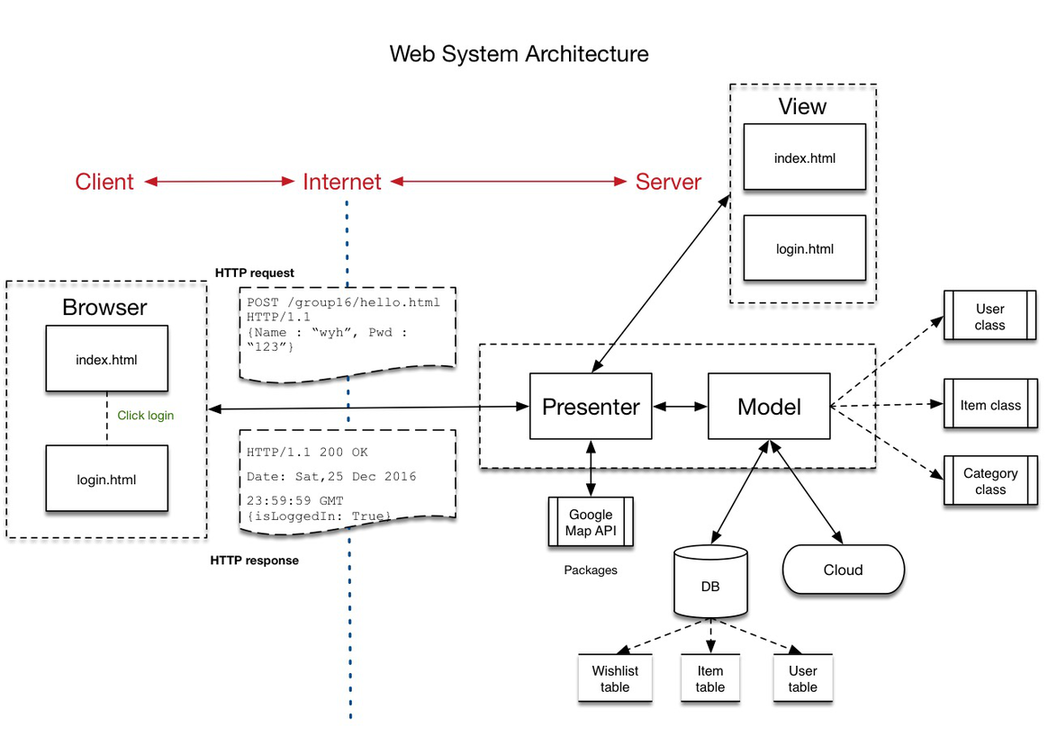 Web System Architecture
View
index.html
login.html
Client
Internet
Server
HTTP request
POST /group16/hello.html
HTTP/1.1
{Name : “wyh”, Pwd :
“123”}
Browser
index.html
Click login
login.html
HTTP/1.1 200 OK
Date: Sat,25 Dec 2016
23:59:59 GMT
{isLoggedIn: True}
HTTP response
Presenter
Model
User
class
Item class
Category
class
Google
Map API
Packages
DB
Cloud
Wishlist
table
Item
table
User
table